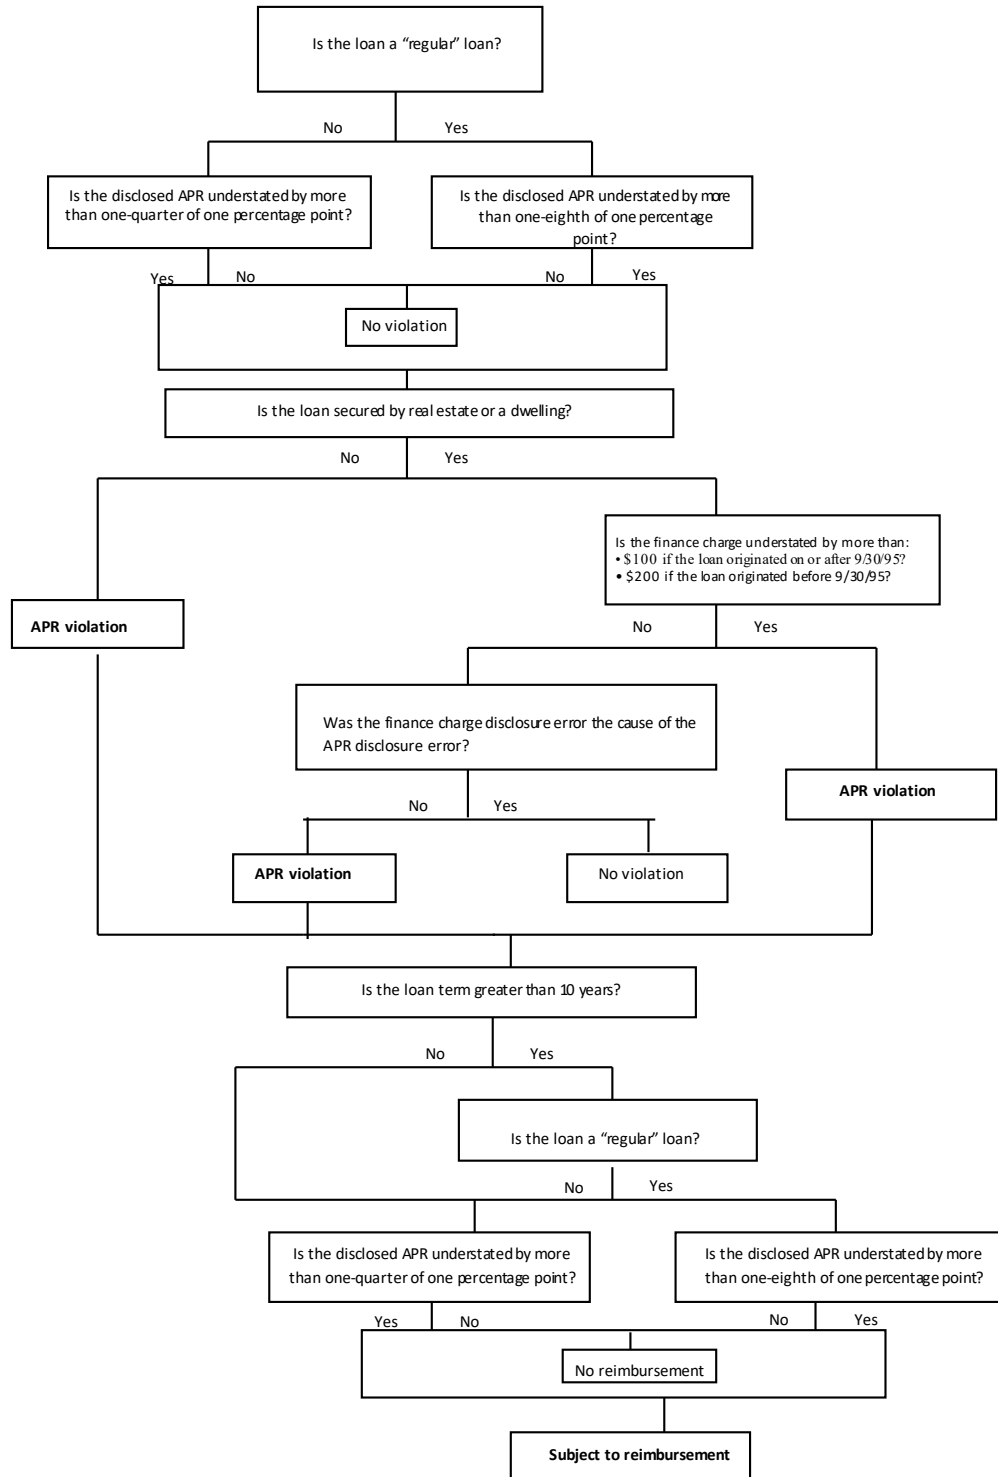 Is the loan a “regular” loan?
No
Yes
Is the disclosed APR understated by more
than one-quarter of one percentage point?
Is the disclosed APR understated by more
than one-eighth of one percentage
point?
Yes
No
No
Yes
No violation
Is the loan secured by real estate or a dwelling?
No
Yes
Is the finance charge understated by more than:
• $100 if the loan originated on or after 9/30/95?
• $200 if the loan originated before 9/30/95?
APR violation
No
Yes
Was the finance charge disclosure error the cause of the
APR disclosure error?
APR violation
No
Yes
APR violation
No violation
Is the loan term greater than 10 years?
No
Yes
Is the loan a “regular” loan?
No
Yes
Is the disclosed APR understated by more
than one-quarter of one percentage point?
Is the disclosed APR understated by more
than one-eighth of one percentage point?
Yes
No
No
Yes
No reimbursement
Subject to reimbursement